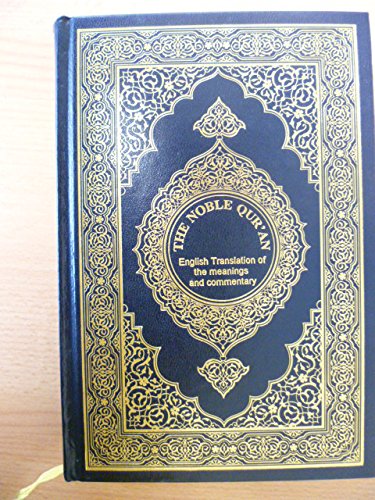 THE NOBLE QUR'AN
English Translation of
the meanings
and commentary